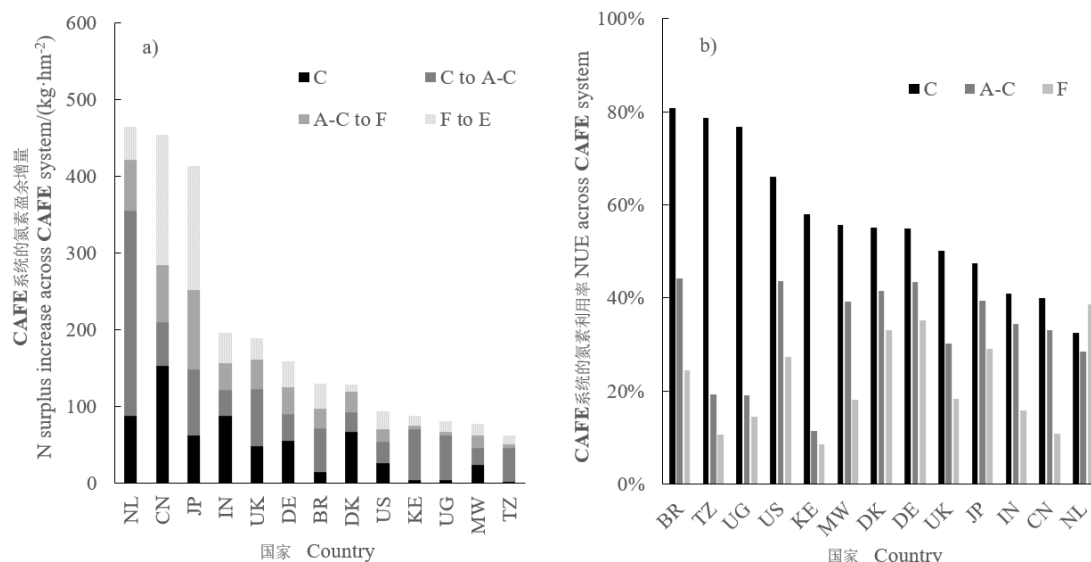 a)
CAFE系统的氮素盈余增量
N surplus increase across CAFE system/(kg·hm-2)
600
500
400
300
200
100
0
C
C to A-C
A-C to F
F to E
NL CN JP IN UK DE BR DK US KE UG MW TZ
国家 Country
b)
CAFE系统的氮素利用率 NUE across CAFE system
100%
80%
60%
40%
20%
0%
C A-C F
BR TZ UG US KE MW DK DE UK JP IN CN NL
国家 Country